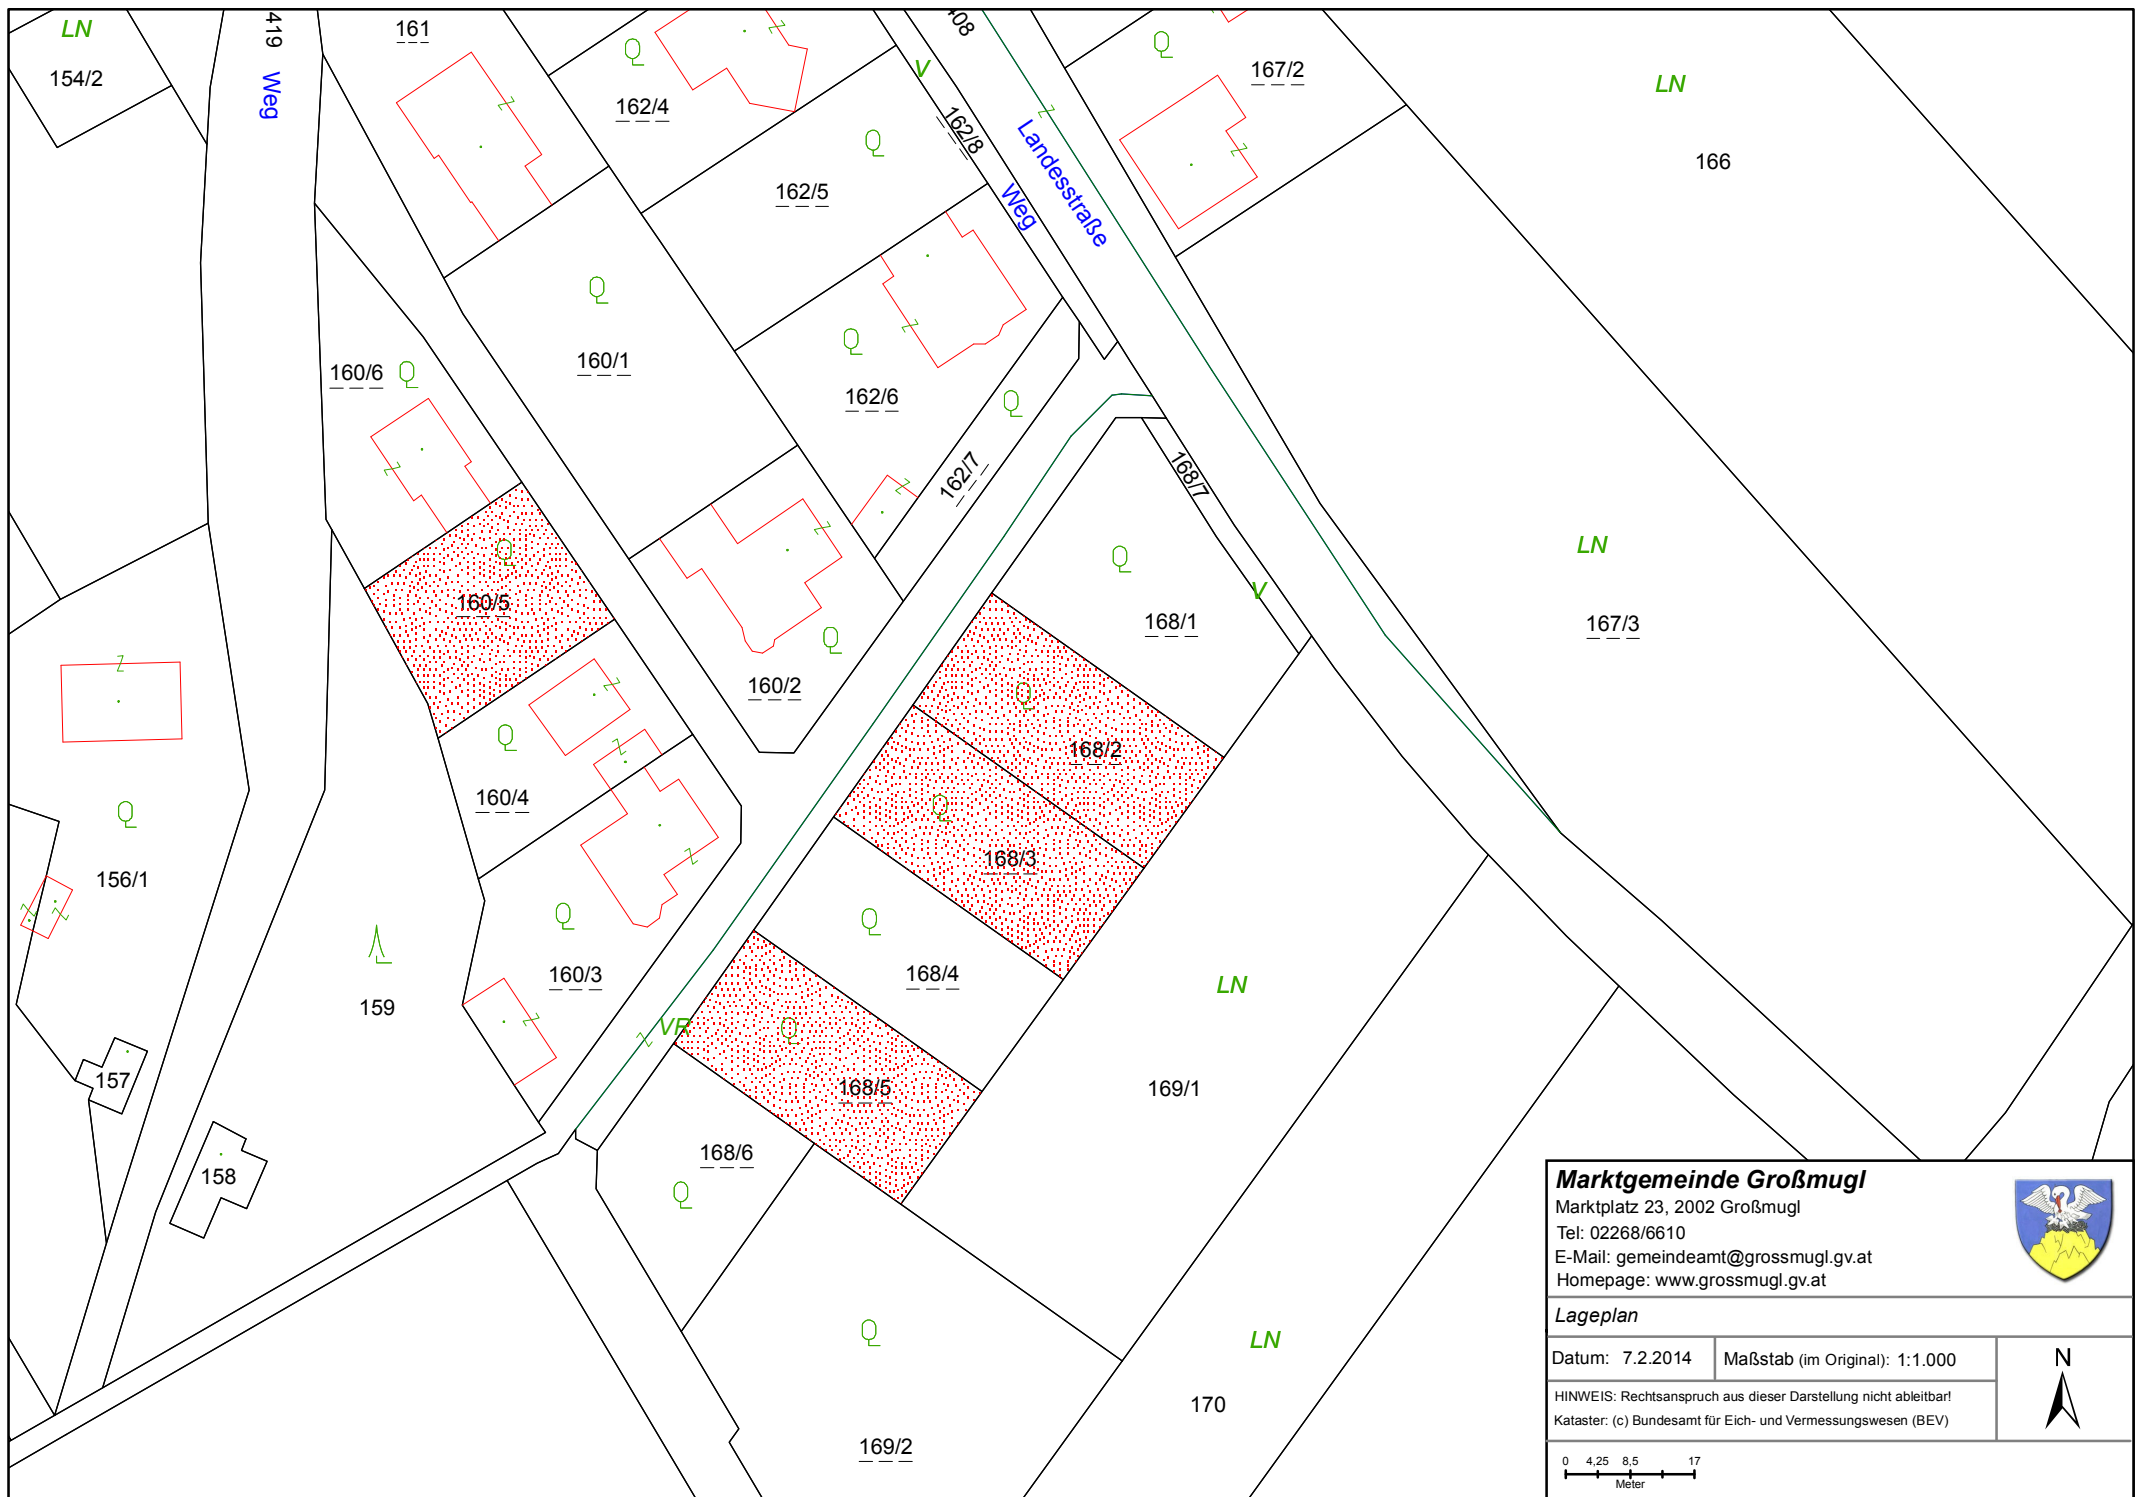 LN
154/2
419
Weg
161
162/4
162/5
V
162/8
Weg
408
Landesstraße
167/2
LN
166
160/6
160/1
162/6
162/7
168/7
LN
167/3
160/5
168/1
V
160/2
168/2
160/4
168/3
156/1
160/3
168/4
LN
159
VR
157
168/5
169/1
158
168/6
LN
170
169/2
Marktgemeinde Großmugl
Marktplatz 23, 2002 Großmugl
Tel: 02268/6610
E-Mail: gemeindeamt@grossmugl.gv.at
Homepage: www.grossmugl.gv.at
Lageplan
Datum: 7.2.2014
Maßstab (im Original): 1:1.000
N
HINWEIS: Rechtsanspruch aus dieser Darstellung nicht ableitbar!
Kataster: (c) Bundesamt für Eich- und Vermessungswesen (BEV)
0 4,25 8,5 17
Meter